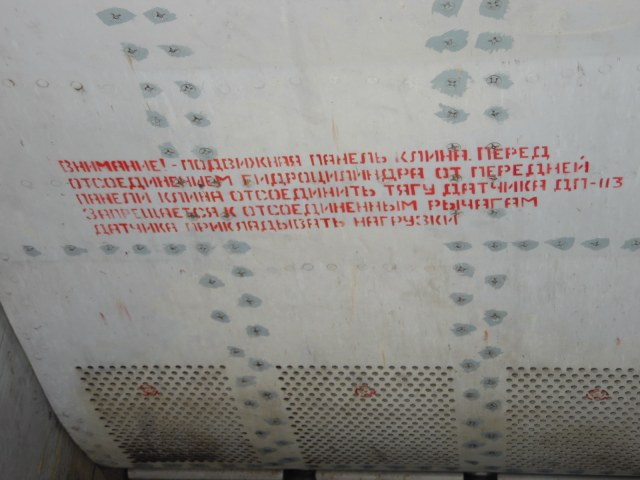 ВНИМАНИЕ! - ПОДВИЖНАЯ ПАНЕЛЬ КЛИНА. ПЕРЕД
ОТСОЕДИНЕНИЕМ ГИДРОЦИЛИНДРА ОТ ПЕРЕДНЕЙ
ПАНЕЛИ КЛИНА ОТСОЕДИНИТЬ ТЯГУ ДАТЧИКА ДП-113
ЗАПРЕЩАЕТСЯ К ОТСОЕДИНЕННЫМ РЫЧАГАМ
ДАТЧИКА ПРИКЛАДЫВАТЬ НАГРУЗКИ